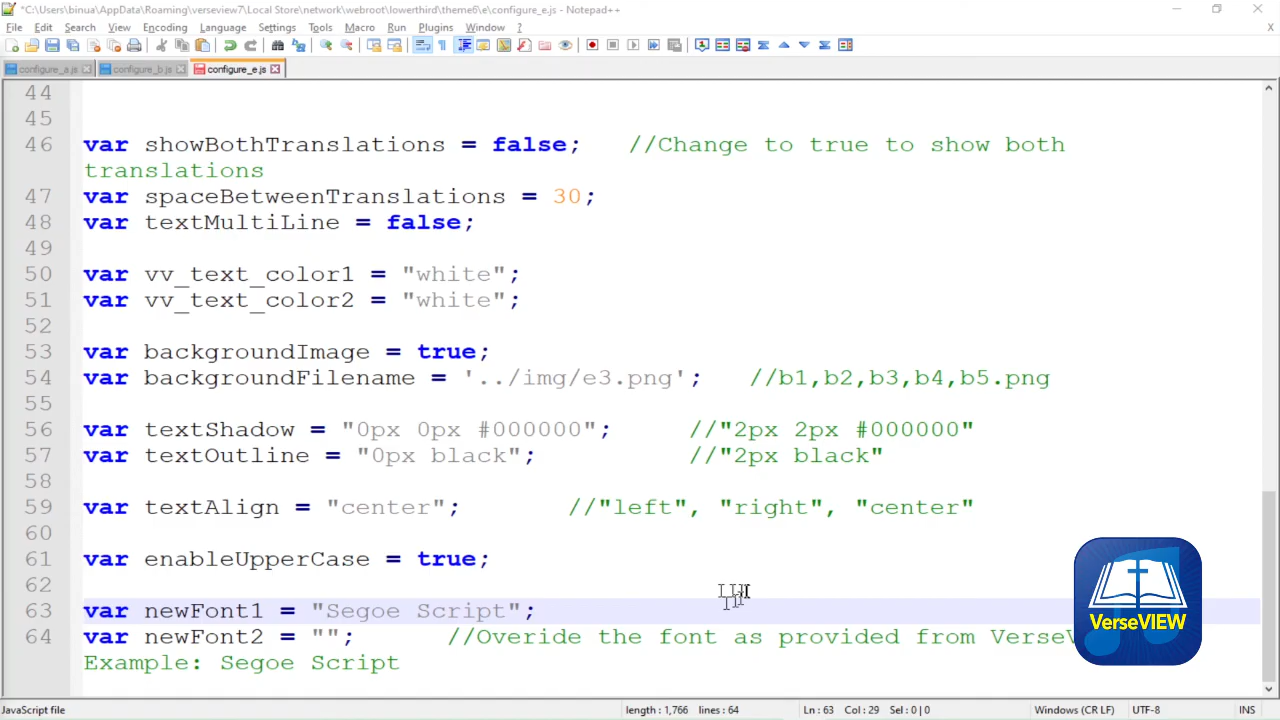 *C:\Users\binua\AppData\Roaming\verseview7\Local Store\network\webroot\lowerthird\theme6\e\configure_e.js - Notepad++
File Edit Search View Encoding Language Settings Tools Macro Run Plugins Window ? X
configure_a.js configure_b.js configure_e.js
44
45
46 var showBothTranslations = false; //Change to true to show both
translations
47 var spaceBetweenTranslations = 30;
48 var textMultiLine = false;
49
50 var vv_text_color1 = "white";
51 var vv_text_color2 = "white";
52
53 var backgroundImage = true;
54 var backgroundFilename = '../img/e3.png'; //b1,b2,b3,b4,b5.png
55
56 var textShadow = "0px 0px #000000"; //"2px 2px #000000"
57 var textOutline = "0px black"; //"2px black"
58
59 var textAlign = "center"; //"left", "right", "center"
60
61 var enableUpperCase = true;
62
63 var newFont1 = "Segoe Script";
64 var newFont2 = ""; //Overide the font as provided from
Example: Segoe Script
VerseVIEW
JavaScript file length : 1,766 lines : 64 Ln : 63 Col : 29 Sel : 0 | 0 Windows (CR LF) UTF-8 INS